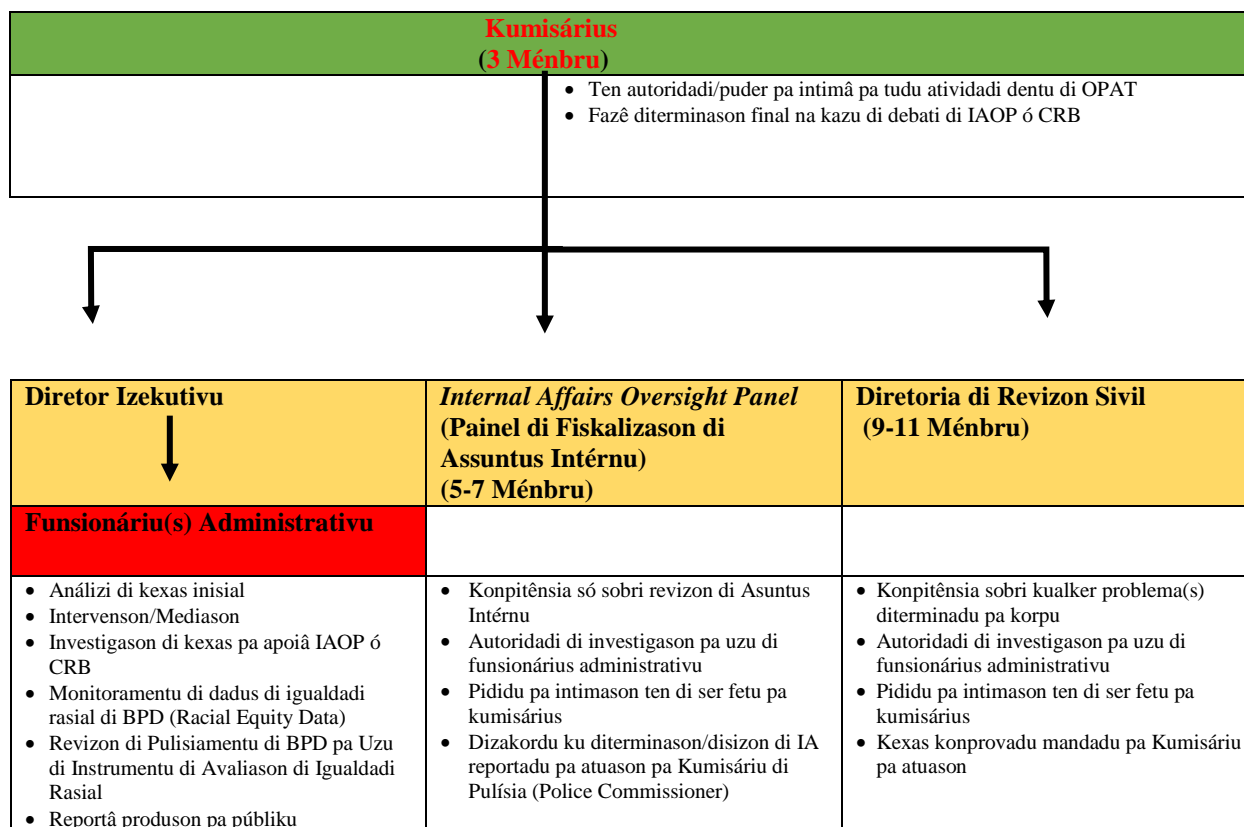 Kumisárius
(3 Ménbru)
• Ten autoridadi/puder pa intimâ pa tudu atividadi dentu di OPAT
• Fazê diterminason final na kazu di debati di IAOP ó CRB
Diretor Izekutivu
Internal Affairs Oversight Panel
(Painel di Fiskalizason di
Assuntus Intérnu)
(5-7 Ménbru)
Diretoria di Revizon Sivil
(9-11 Ménbru)
Funsionáriu(s) Administrativu
• Análizi di kexas inisial
• Intervenson/Mediason
• Investigason di kexas pa apoiâ IAOP ó
CRB
• Monitoramentu di dadus di igualdadi
rasial di BPD (Racial Equity Data)
• Revizon di Pulisiamentu di BPD pa Uzu
di Instrumentu di Avaliason di Igualdadi
Rasial
• Reportâ produson pa públiku
• Konpitênsia só sobri revizon di Asuntus
Intérnu
• Autoridadi di investigason pa uzu di
funsionárius administrativu
• Pididu pa intimason ten di ser fetu pa
kumisárius
• Dizakordu ku diterminason/disizon di IA
reportadu pa atuason pa Kumisáriu di
Pulísia (Police Commissioner)
• Konpitênsia sobri kualker problema(s)
diterminadu pa korpu
• Autoridadi di investigason pa uzu di
funsionárius administrativu
• Pididu pa intimason ten di ser fetu pa
kumisárius
• Kexas konprovadu mandadu pa Kumisáriu
pa atuason